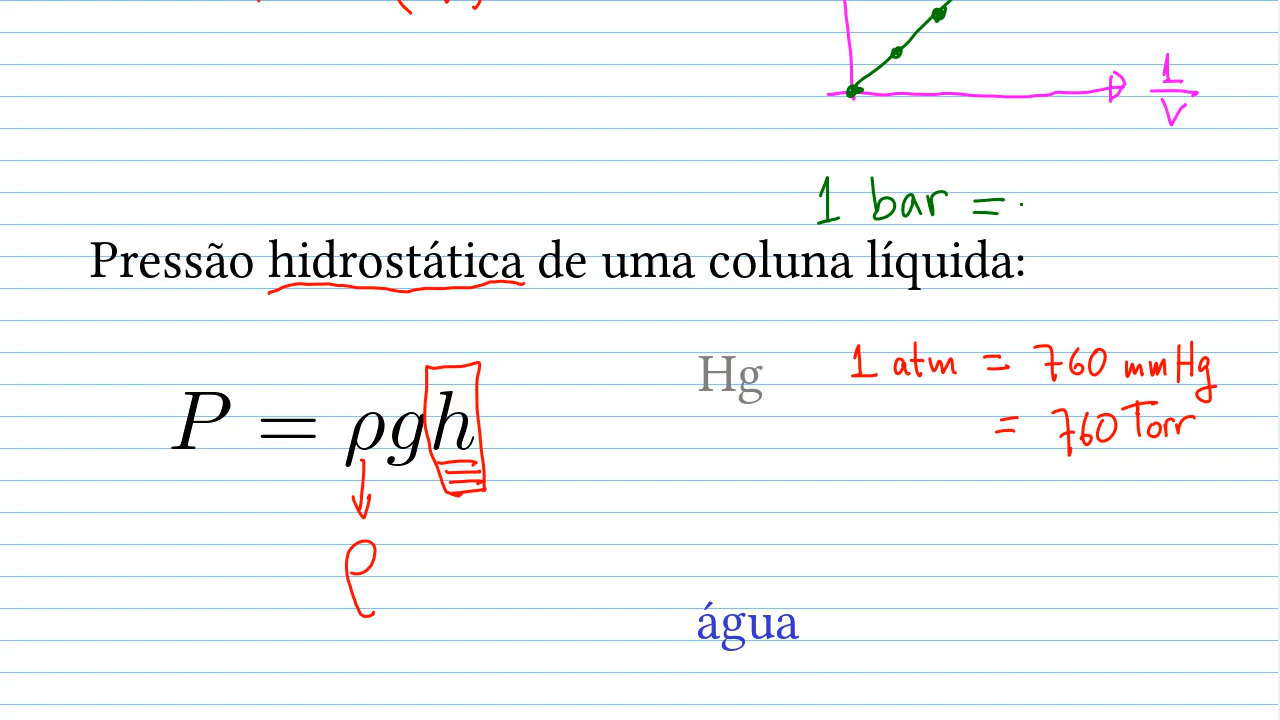 1/V
1 bar =
Pressão hidrostática de uma coluna líquida:
Hg
1 atm = 760 mmHg
= 760 Torr
P = ρgh
ρ
água